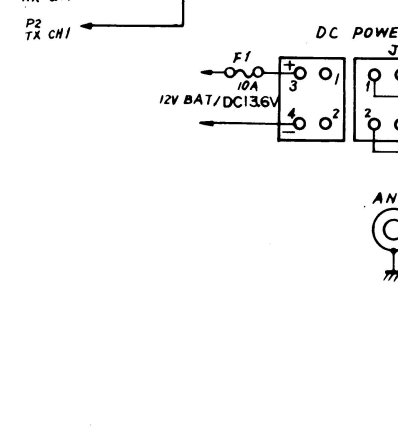 P2
TX CH1
DC POWE
J
F1
10A
12V BAT/DC13.6V
+
3
1
4
2
−
1
2
AN